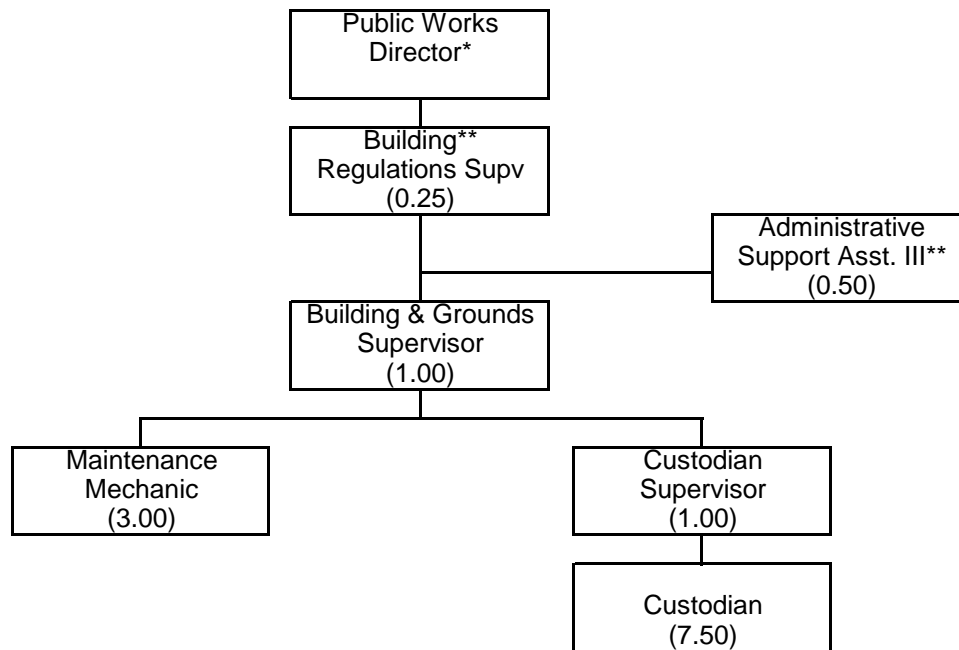 Public Works
Director*
Building**
Regulations Supv
(0.25)
Administrative
Support Asst. III**
(0.50)
Building & Grounds
Supervisor
(1.00)
Maintenance
Mechanic
(3.00)
Custodian
Supervisor
(1.00)
Custodian
(7.50)